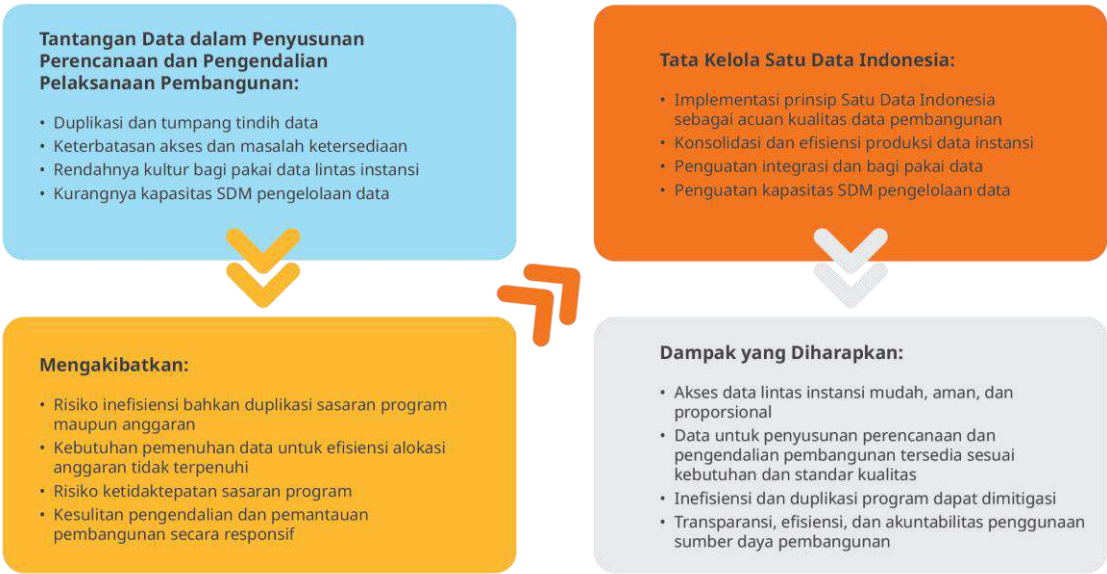 Tantangan Data dalam Penyusunan
Perencanaan dan Pengendalian
Pelaksanaan Pembangunan:
• Duplikasi dan tumpang tindih data
• Keterbatasan akses dan masalah ketersediaan
• Rendahnya kultur bagi pakai data lintas instansi
• Kurangnya kapasitas SDM pengelolaan data
Mengakibatkan:
• Risiko inefisiensi bahkan duplikasi sasaran program
maupun anggaran
• Kebutuhan pemenuhan data untuk efisiensi alokasi
anggaran tidak terpenuhi
• Risiko ketidaktepatan sasaran program
• Kesulitan pengendalian dan pemantauan
pembangunan secara responsif
Tata Kelola Satu Data Indonesia:
• Implementasi prinsip Satu Data Indonesia
sebagai acuan kualitas data pembangunan
• Konsolidasi dan efisiensi produksi data instansi
• Penguatan integrasi dan bagi pakai data
• Penguatan kapasitas SDM pengelolaan data
Dampak yang Diharapkan:
• Akses data lintas instansi mudah, aman, dan
proporsional
• Data untuk penyusunan perencanaan dan
pengendalian pembangunan tersedia sesuai
kebutuhan dan standar kualitas
• Inefisiensi dan duplikasi program dapat dimitigasi
• Transparansi, efisiensi, dan akuntabilitas penggunaan
sumber daya pembangunan